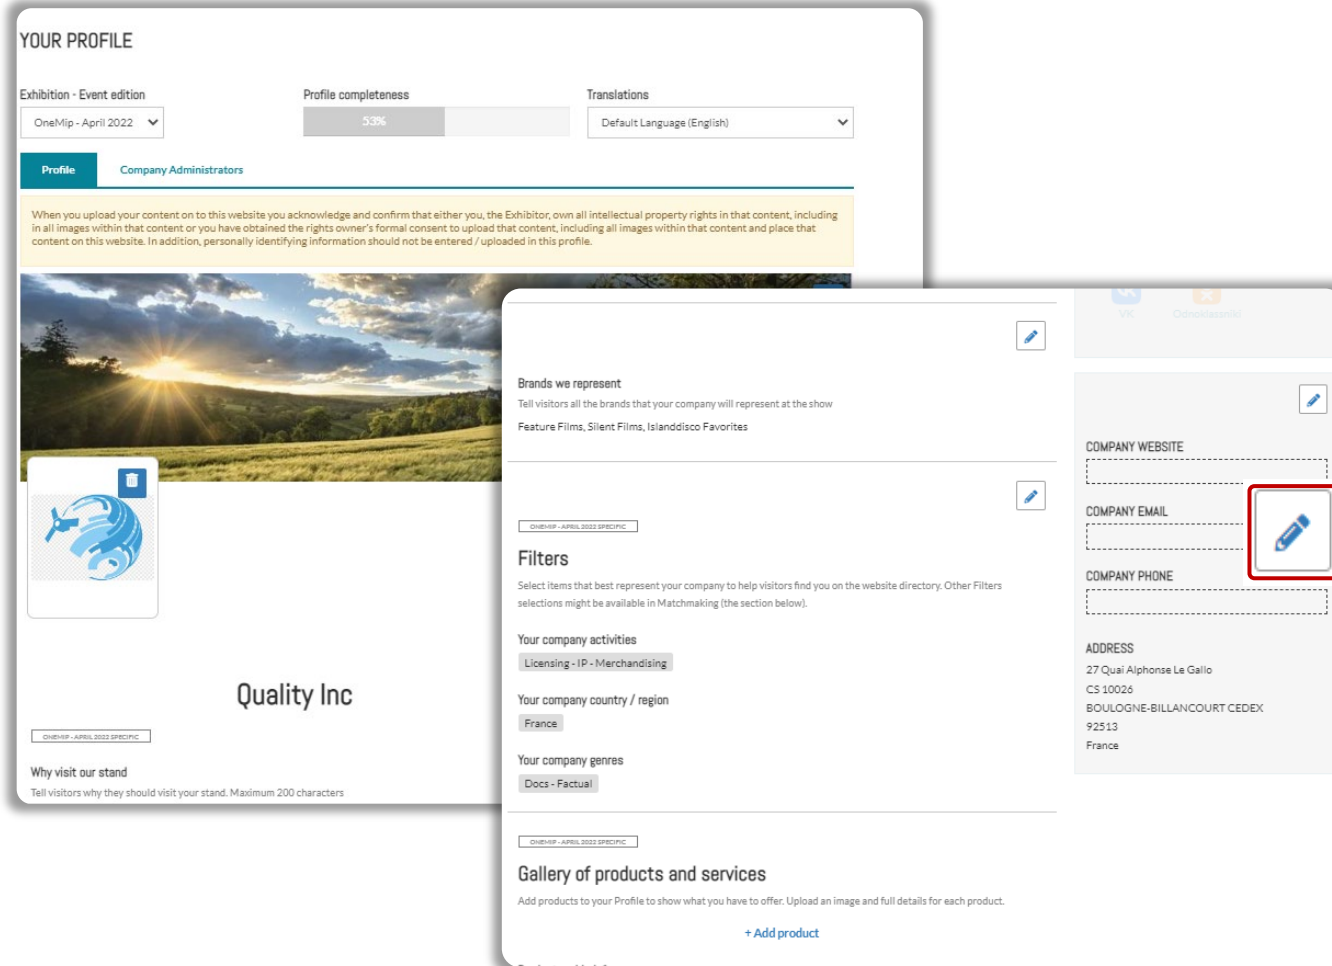 YOUR PROFILE
Exhibition - Event edition
Profile completeness
Translations
OneMip - April 2022
53%
Default Language (English)
Profile
Company Administrators
When you upload your content on to this website you acknowledge and confirm that either you, the Exhibitor, own all intellectual property rights in that content, including
in all images within that content or you have obtained the rights owner's formal consent to upload that content, including all images within that content and place that
content on this website. In addition, personally identifying information should not be entered / uploaded in this profile.
Quality Inc
ONEMIP - APRIL 2022 SPECIFIC
Why visit our stand
Tell visitors why they should visit your stand. Maximum 200 characters
Brands we represent
Tell visitors all the brands that your company will represent at the show
Feature Films, Silent Films, Islanddisco Favorites
ONEMIP - APRIL 2022 SPECIFIC
Filters
Select items that best represent your company to help visitors find you on the website directory. Other Filters
selections might be available in Matchmaking (the section below).
Your company activities
Licensing - IP - Merchandising
Your company country / region
France
Your company genres
Docs - Factual
ONEMIP - APRIL 2022 SPECIFIC
Gallery of products and services
Add products to your Profile to show what you have to offer. Upload an image and full details for each product.
+ Add product
VK
Odnoklassniki
COMPANY WEBSITE
COMPANY EMAIL
COMPANY PHONE
ADDRESS
27 Quai Alphonse Le Gallo
CS 10026
BOULOGNE-BILLANCOURT CEDEX
92513
France